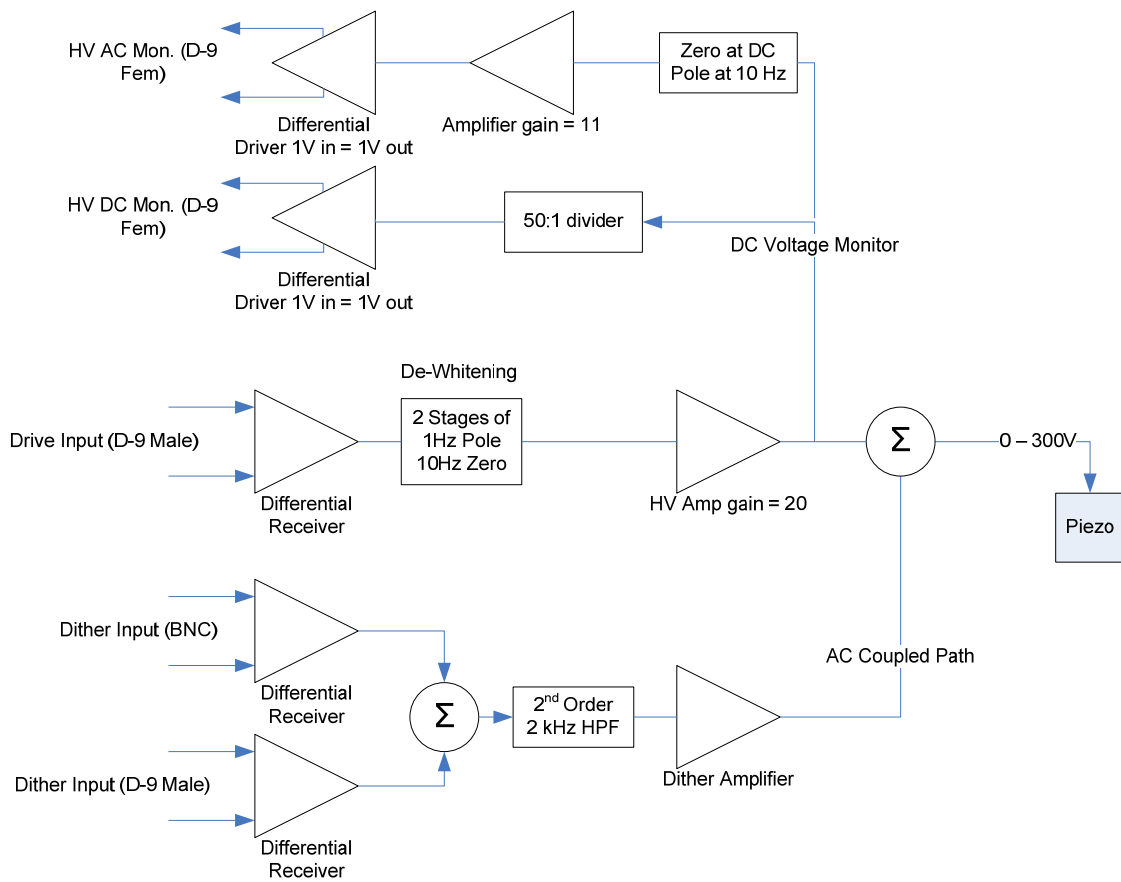 HV AC Mon. (D-9
Fem)
Zero at DC
Pole at 10 Hz
Differential
Driver 1V in = 1V out
Amplifier gain = 11
HV DC Mon. (D-9
Fem)
50:1 divider
DC Voltage Monitor
Differential
Driver 1V in = 1V out
De-Whitening
Drive Input (D-9 Male)
2 Stages of
1Hz Pole
10Hz Zero
Σ
0 – 300V
Differential
Receiver
HV Amp gain = 20
Piezo
Dither Input (BNC)
Differential
Receiver
AC Coupled Path
Σ
2nd Order
2 kHz HPF
Dither Input (D-9 Male)
Dither Amplifier
Differential
Receiver